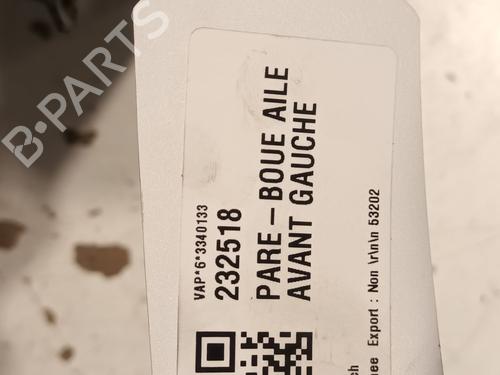 B-PARTS
VAP*6*3340133
232518
PARE-BOUE AILE
AVANT GAUCHE
Export : Non \r\n\n 53202